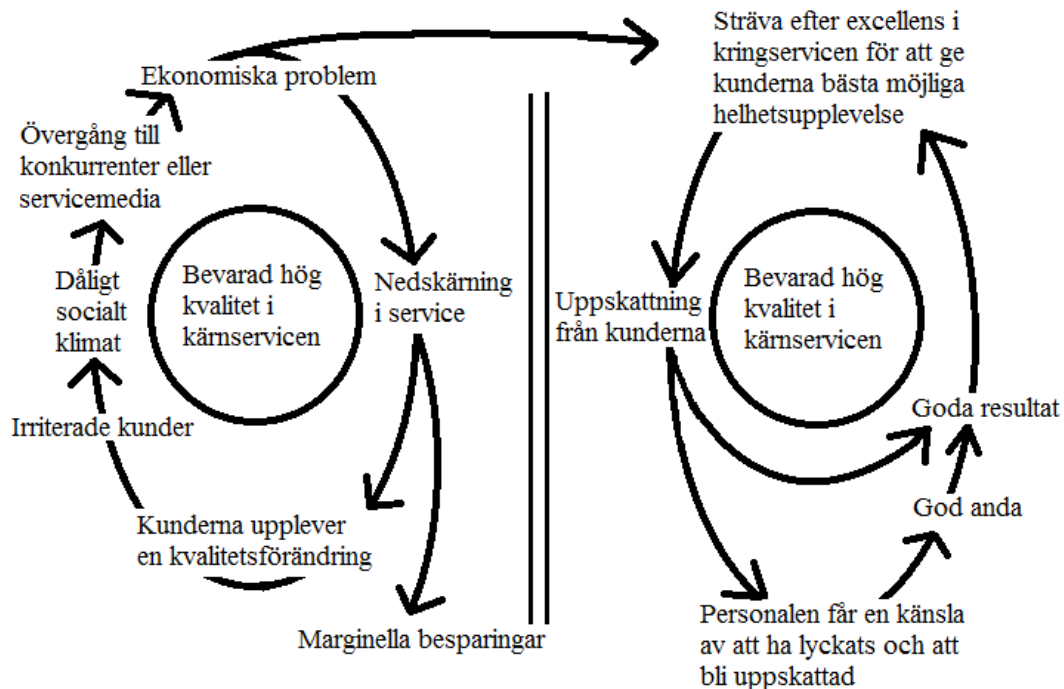 Ekonomiska problem
Övergång till
konkurrenter eller
servicemedia
Dåligt
socialt
klimat
Irriterade kunder
Bevarad hög
kvalitet i
kärnservicen
Nedskärning
i service
Kunderna upplever
en kvalitetsförändring
Marginella besparingar
Sträva efter excellens i
kringservicen för att ge
kunderna bästa möjliga
helhetsupplevelse
Uppskattning
från kunderna
Bevarad hög
kvalitet i
kärnservicen
Goda resultat
God anda
Personalen får en känsla
av att ha lyckats och att
bli uppskattad